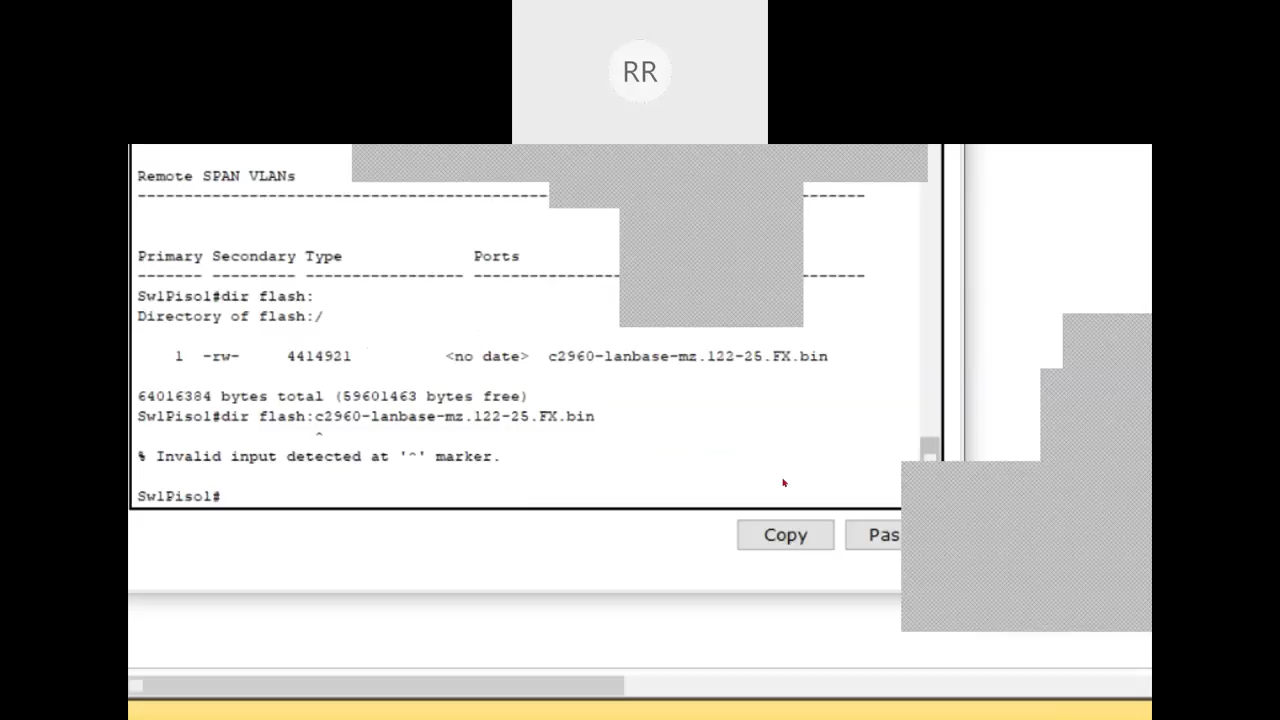 RR
Remote SPAN VLANs
------------------------------------------------------------------------------
Primary Secondary Type Ports
------- --------- ----------------- ------------------------------------------
Sw1Piso1#dir flash:
Directory of flash:/
1 -rw- 4414921 <no date> c2960-lanbase-mz.122-25.FX.bin
64016384 bytes total (59601463 bytes free)
Sw1Piso1#dir flash:c2960-lanbase-mz.122-25.FX.bin
^
% Invalid input detected at '^' marker.
Sw1Piso1#
Copy
Pas